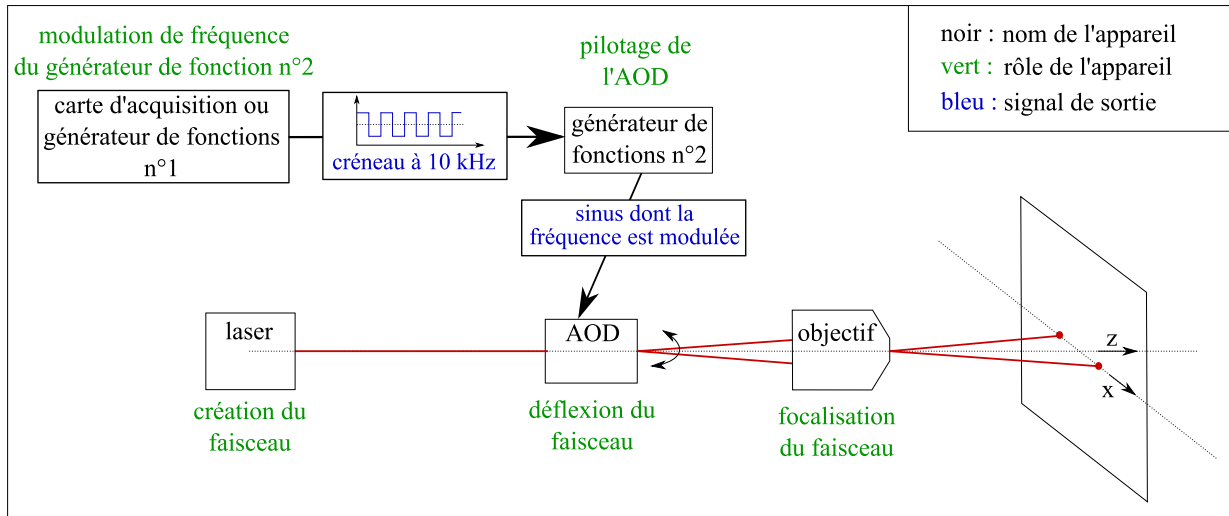 modulation de fréquence
du générateur de fonction n°2
carte d'acquisition ou
générateur de fonctions
n°1
créneau à 10 kHz
pilotage de
l'AOD
générateur de
fonctions n°2
sinus dont la
fréquence est modulée
noir : nom de l'appareil
vert : rôle de l'appareil
bleu : signal de sortie
laser
création du
faisceau
AOD
déflexion du
faisceau
objectif
focalisation
du faisceau
z
x